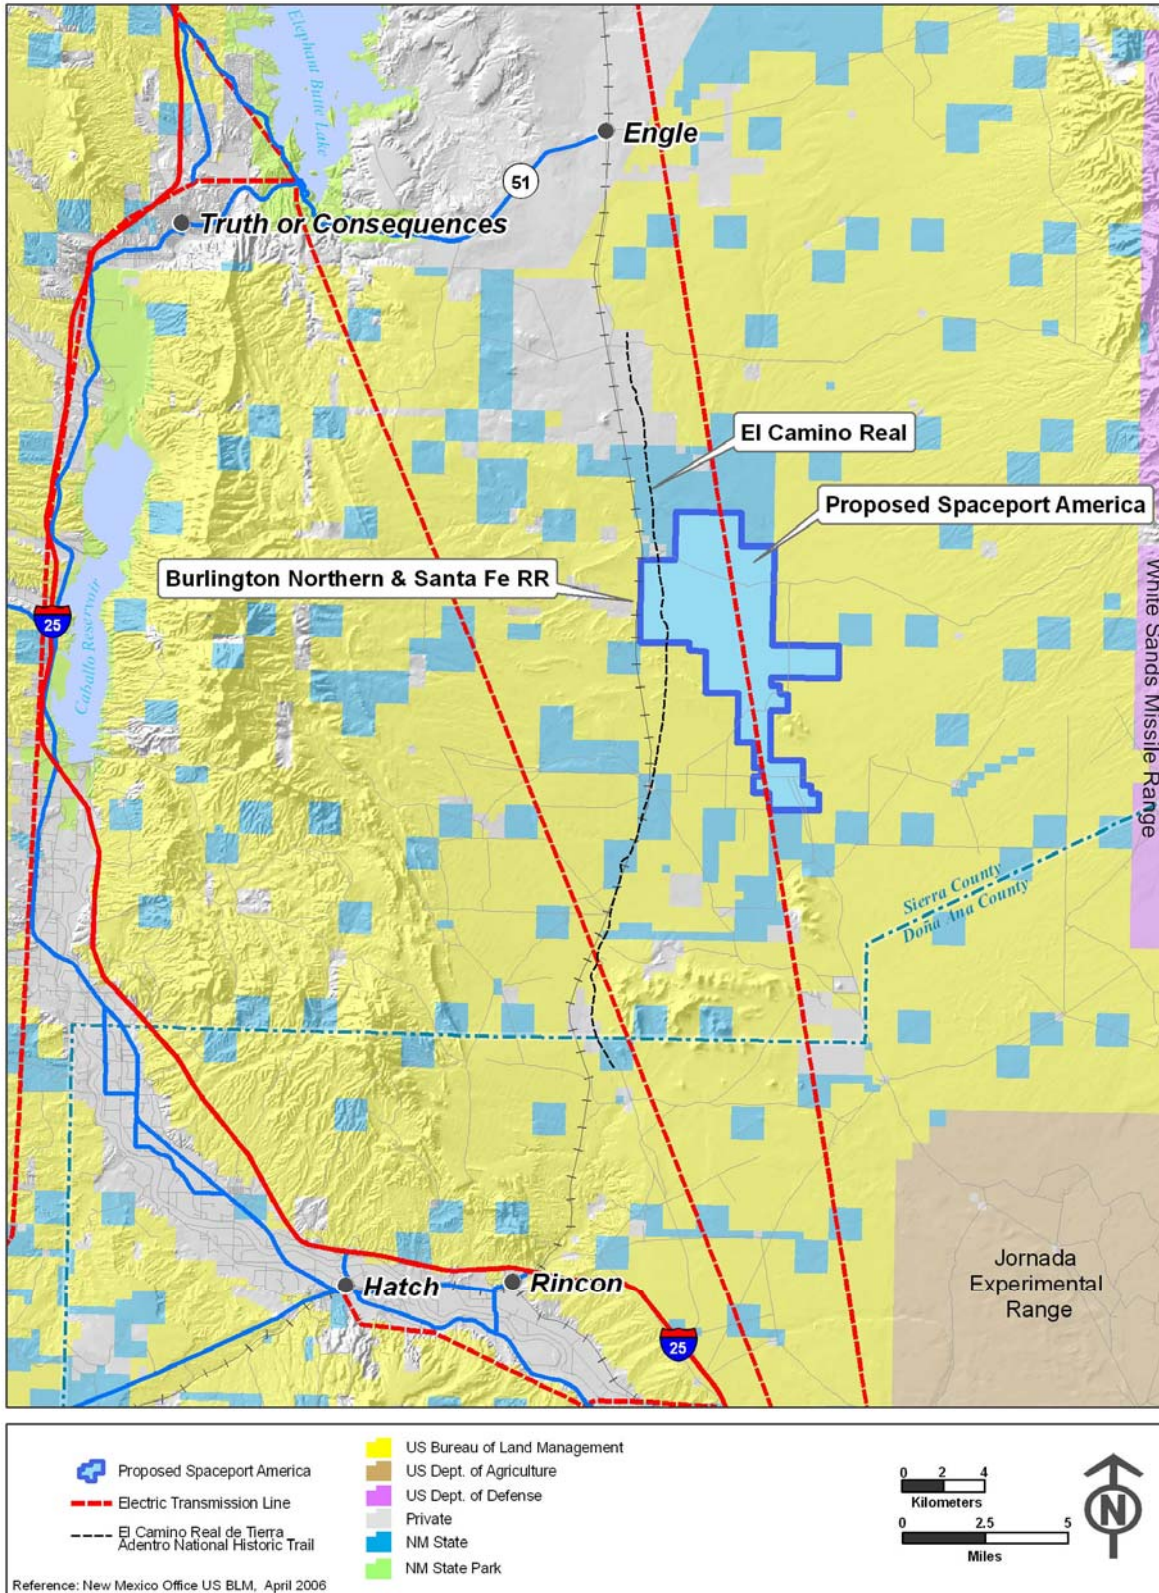 Elephant Butte Lake
Engle
51
Truth or Consequences
El Camino Real
Proposed Spaceport America
Burlington Northern & Santa Fe RR
White Sands Missile Range
25
Caballo Reservoir
Sierra County
Doña Ana County
Jornada
Experimental
Range
Hatch
Rincon
25
Proposed Spaceport America
Electric Transmission Line
El Camino Real de Tierra
Adentro National Historic Trail
Reference: New Mexico Office US BLM, April 2006
US Bureau of Land Management
US Dept. of Agriculture
US Dept. of Defense
Private
NM State
NM State Park
0 2 4
Kilometers
0 2.5 5
Miles
N